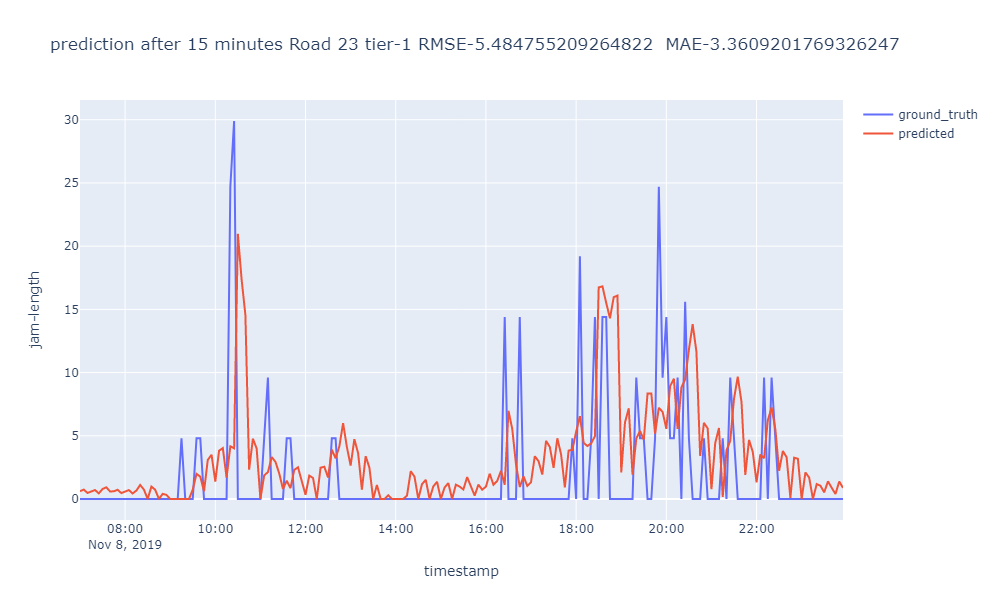 prediction after 15 minutes Road 23 tier-1 RMSE-5.484755209264822  MAE-3.3609201769326247
ground_truth
predicted
30
25
20
15
10
5
0
jam-length
08:00 10:00 12:00 14:00 16:00 18:00 20:00 22:00
Nov 8, 2019
timestamp